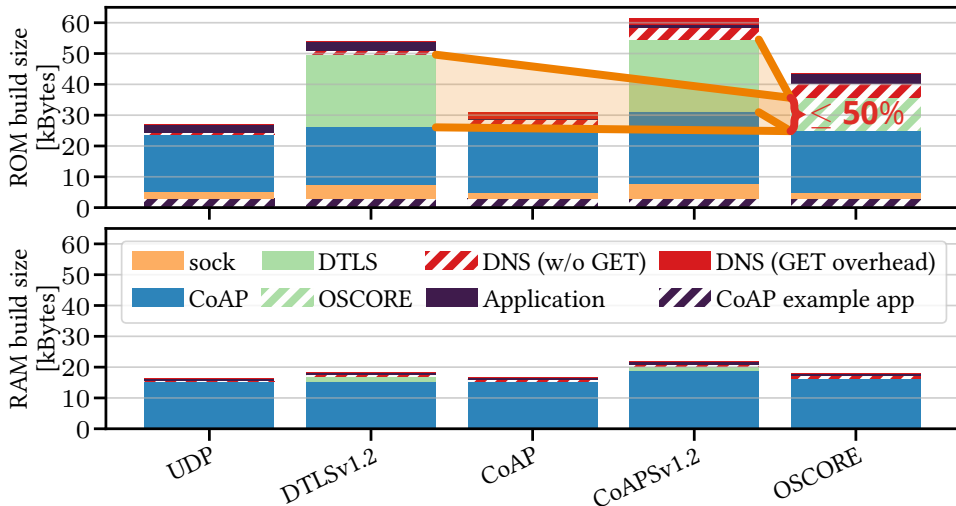 ROM build size
[kBytes]
60
50
40
30
20
10
0
≤ 50%
RAM build size
[kBytes]
60
50
40
30
20
10
0
sock DTLS DNS (w/o GET) DNS (GET overhead)
CoAP OSCORE Application CoAP example app
UDP DTLSv1.2 CoAP CoAPSv1.2 OSCORE